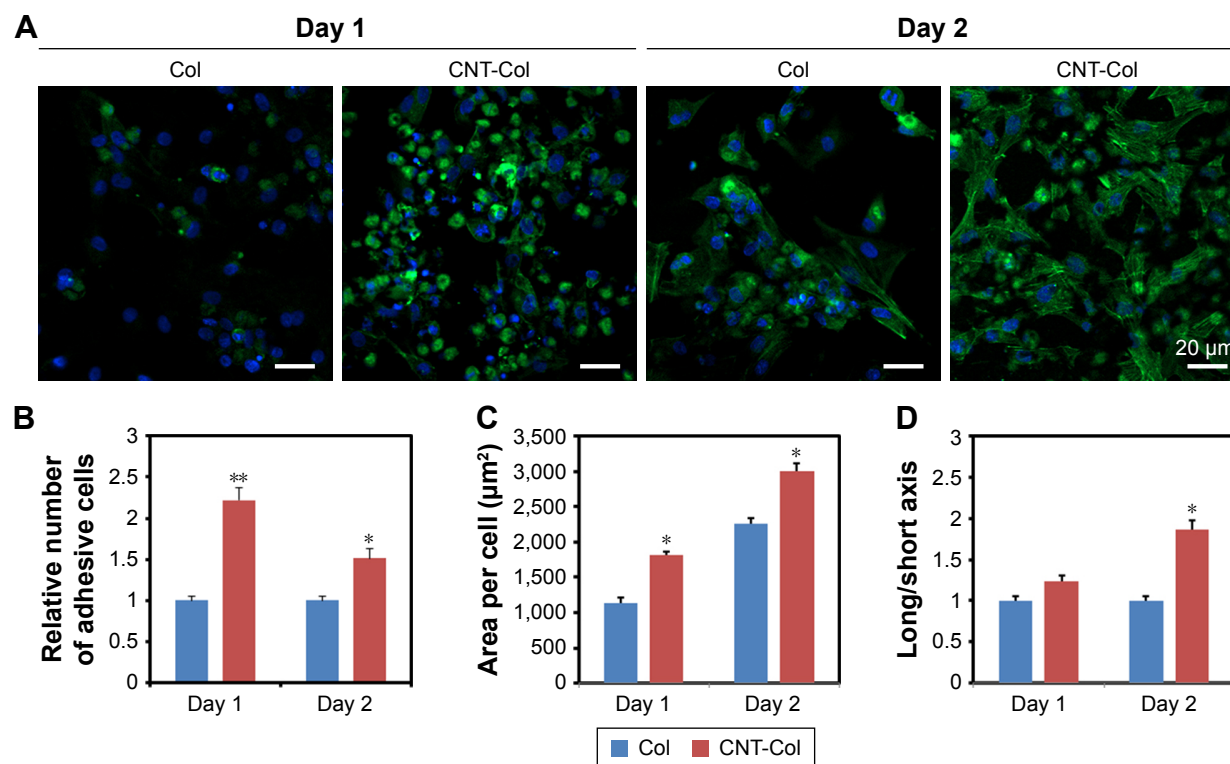 A
Day 1
Day 2
Col
CNT-Col
Col
CNT-Col
20 µm
B
Relative number
of adhesive cells
3
2.5
2
1.5
1
0.5
0
**
*
Day 1
Day 2
C
Area per cell (µm²)
3,500
3,000
2,500
2,000
1,500
1,000
500
0
*
*
Day 1
Day 2
D
Long/short axis
3
2.5
2
1.5
1
0.5
0
*
Day 1
Day 2
Col
CNT-Col